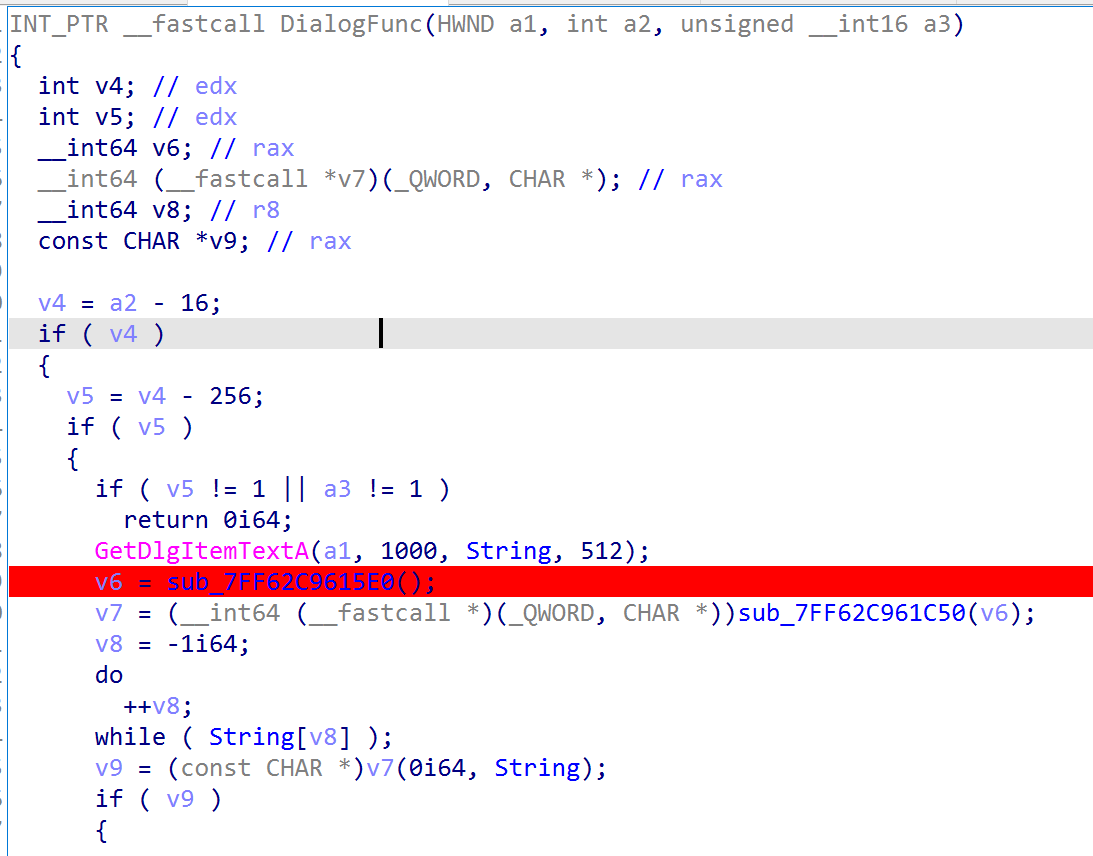 INT_PTR __fastcall DialogFunc(HWND a1, int a2, unsigned __int16 a3)
{
  int v4; // edx
  int v5; // edx
  __int64 v6; // rax
  __int64 (__fastcall *v7)(_QWORD, CHAR *); // rax
  __int64 v8; // r8
  const CHAR *v9; // rax

  v4 = a2 - 16;
  if ( v4 )
  {
    v5 = v4 - 256;
    if ( v5 )
    {
      if ( v5 != 1 || a3 != 1 )
        return 0i64;
      GetDlgItemTextA(a1, 1000, String, 512);
      v6 = sub_7FF62C9615E0();
      v7 = (__int64 (__fastcall *)(_QWORD, CHAR *))sub_7FF62C961C50(v6);
      v8 = -1i64;
      do
        ++v8;
      while ( String[v8] );
      v9 = (const CHAR *)v7(0i64, String);
      if ( v9 )
      {